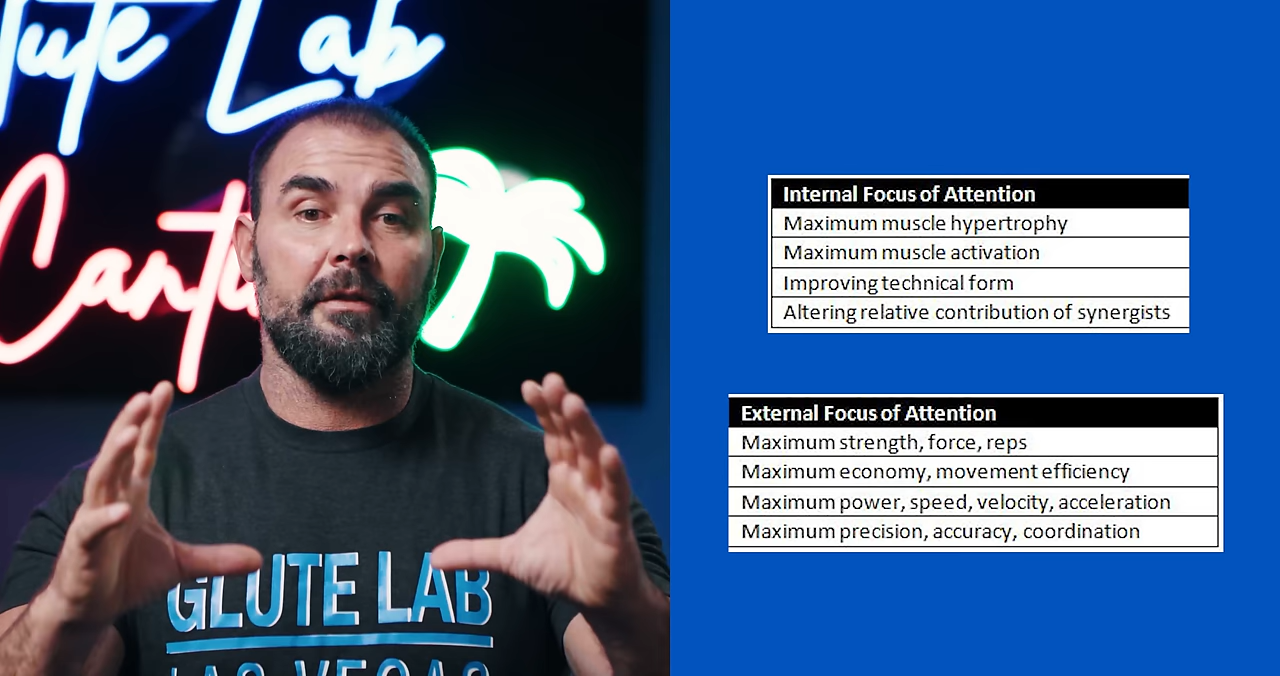 Lab
GLUTE LAB
LAS VEGAS
Internal Focus of Attention
Maximum muscle hypertrophy
Maximum muscle activation
Improving technical form
Altering relative contribution of synergists
External Focus of Attention
Maximum strength, force, reps
Maximum economy, movement efficiency
Maximum power, speed, velocity, acceleration
Maximum precision, accuracy, coordination